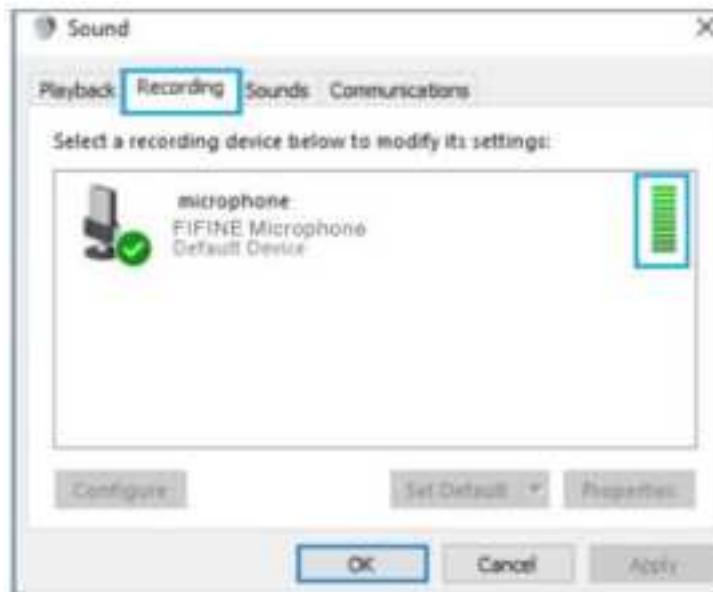 Sound
Playback Recording Sounds Communications
Select a recording device below to modify its settings:
microphone
FIFINE Microphone
Default Device
Configure Set Default Properties
OK Cancel Apply